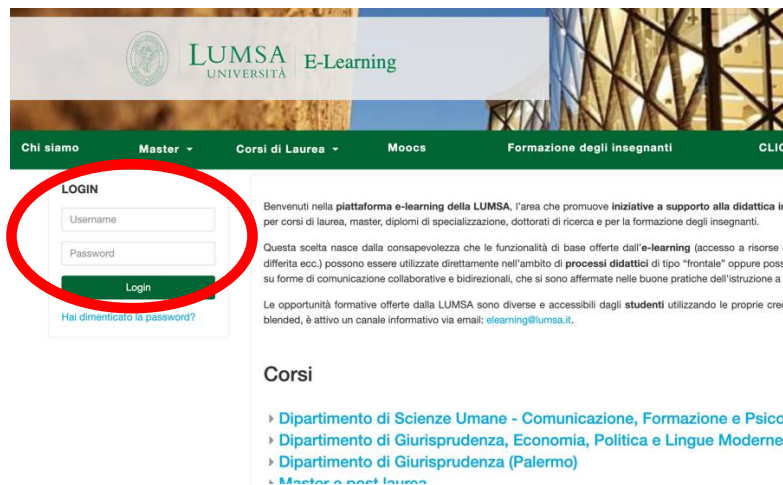 LUMSA
UNIVERSITÀ
E-Learning
Chi siamo Master Corsi di Laurea Moocs Formazione degli insegnanti
LOGIN
Username
Password
Login
Hai dimenticato la password?
Benvenuti nella piattaforma e-learning della LUMSA, l'area che promuove iniziative a supporto alla didattica
per corsi di laurea, master, diplomi di specializzazione, dottorati di ricerca e per la formazione degli insegnanti.
Questa scelta nasce dalla consapevolezza che le funzionalità di base offerte dall'e-learning (accesso a risorse
differita ecc.) possono essere utilizzate direttamente nell'ambito di processi didattici di tipo "frontale" oppure
su forme di comunicazione collaborative e bidirezionali, che si sono affermate nelle buone pratiche dell'istruzione a
Le opportunità formative offerte dalla LUMSA sono diverse e accessibili dagli studenti utilizzando le proprie
blended, è attivo un canale informativo via email: elearning@lumsa.it.
Corsi
Dipartimento di Scienze Umane - Comunicazione, Formazione e
Dipartimento di Giurisprudenza, Economia, Politica e Lingue Moderne
Dipartimento di Giurisprudenza (Palermo)
Master e post laurea